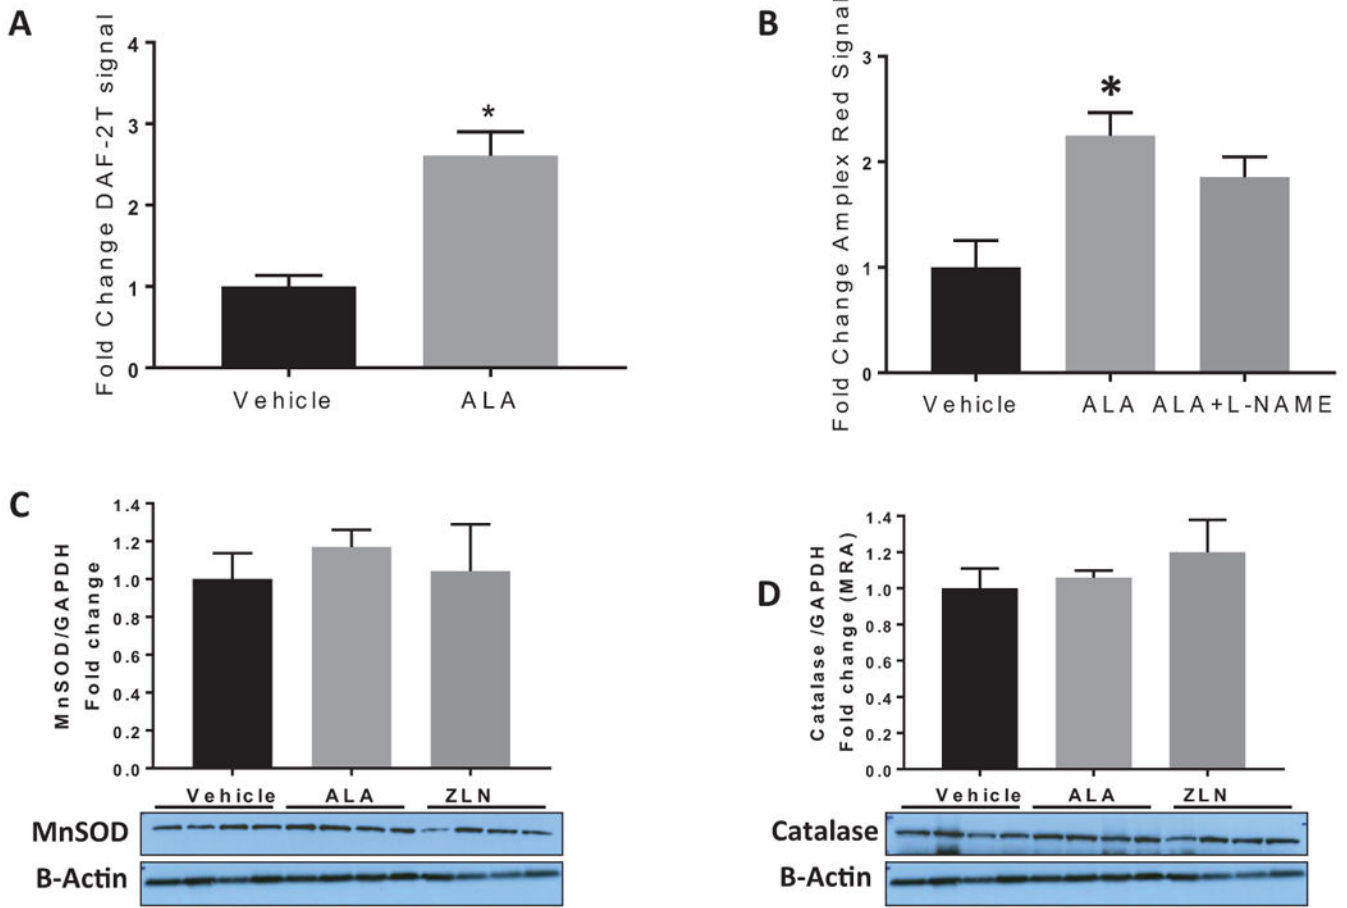 A
Fold Change DAF-2T signal
4
3
2
1
0
*
Vehicle ALA
B
Fold Change Amplex Red Signal
3
2
1
0
*
Vehicle ALA ALA+L-NAME
C
MnSOD/GAPDH
Fold change
1.4
1.2
1.0
0.8
0.6
0.4
0.2
0.0
Vehicle ALA ZLN
MnSOD
B-Actin
D
Catalase /GAPDH
Fold change (MRA)
1.4
1.2
1.0
0.8
0.6
0.4
0.2
0.0
Vehicle ALA ZLN
Catalase
B-Actin